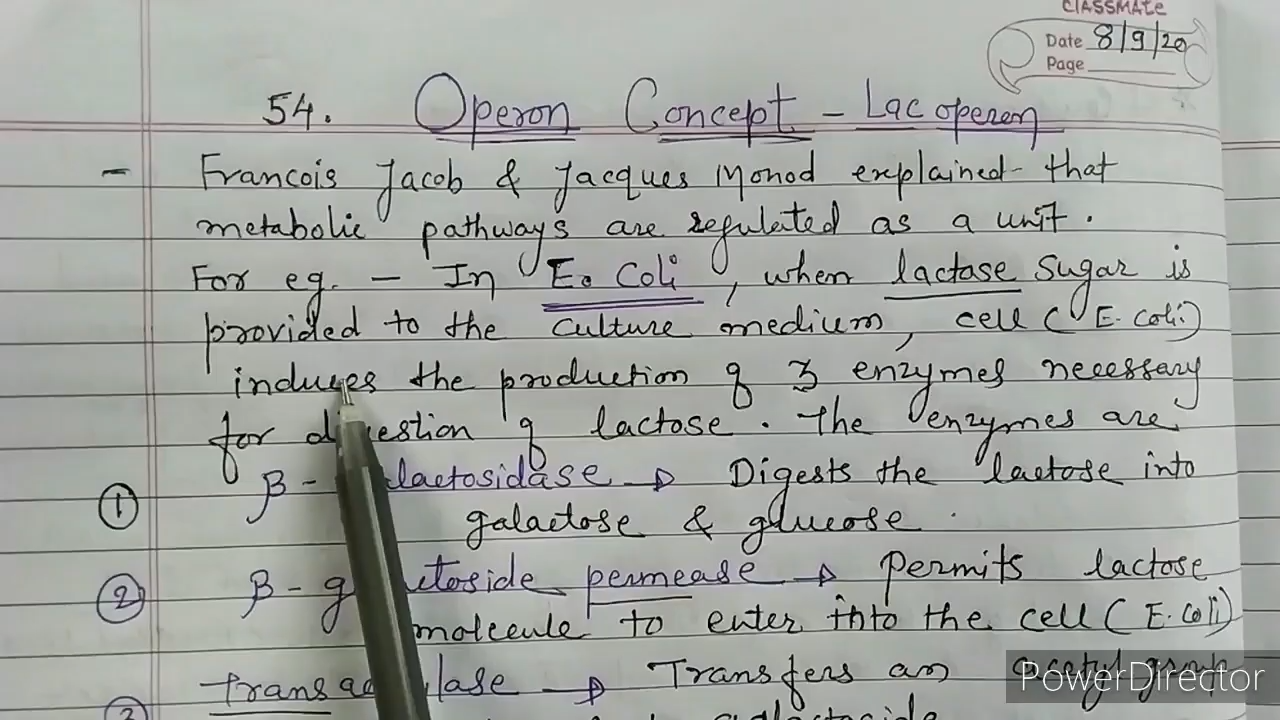 CLASSMATE
Date 8/9/20
Page
54. Operon Concept - Lac operon
- Francois Jacob & Jacques Monod explained that
metabolic pathways are regulated as a unit.
For eg. - In E. Coli, when lactase sugar is
provided to the culture medium, cell (E. Coli)
induces the production of 3 enzymes necessary
for digestion of lactose. The enzymes are
① β - galactosidase → Digests the lactose into
galactose & glucose.
② β - galactoside permease → Permits lactose
molecule to enter into the cell (E. Coli)
③ Transacetylase → Transfers an acetyl group
PowerDirector